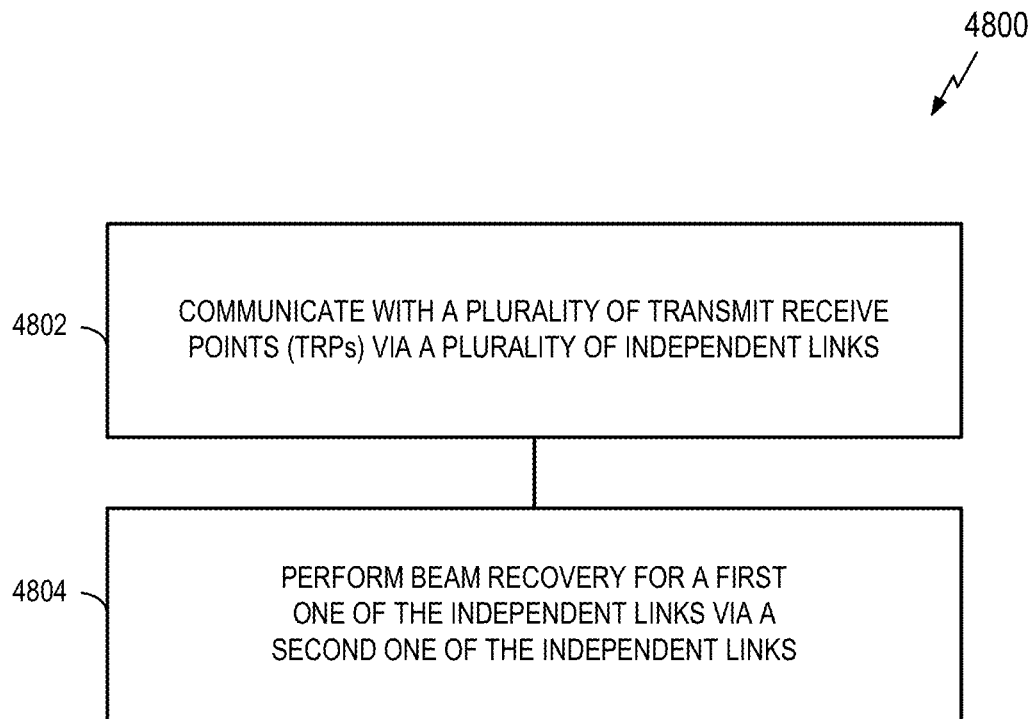 4800
4802
COMMUNICATE WITH A PLURALITY OF TRANSMIT RECEIVE
POINTS (TRPs) VIA A PLURALITY OF INDEPENDENT LINKS
4804
PERFORM BEAM RECOVERY FOR A FIRST
ONE OF THE INDEPENDENT LINKS VIA A
SECOND ONE OF THE INDEPENDENT LINKS